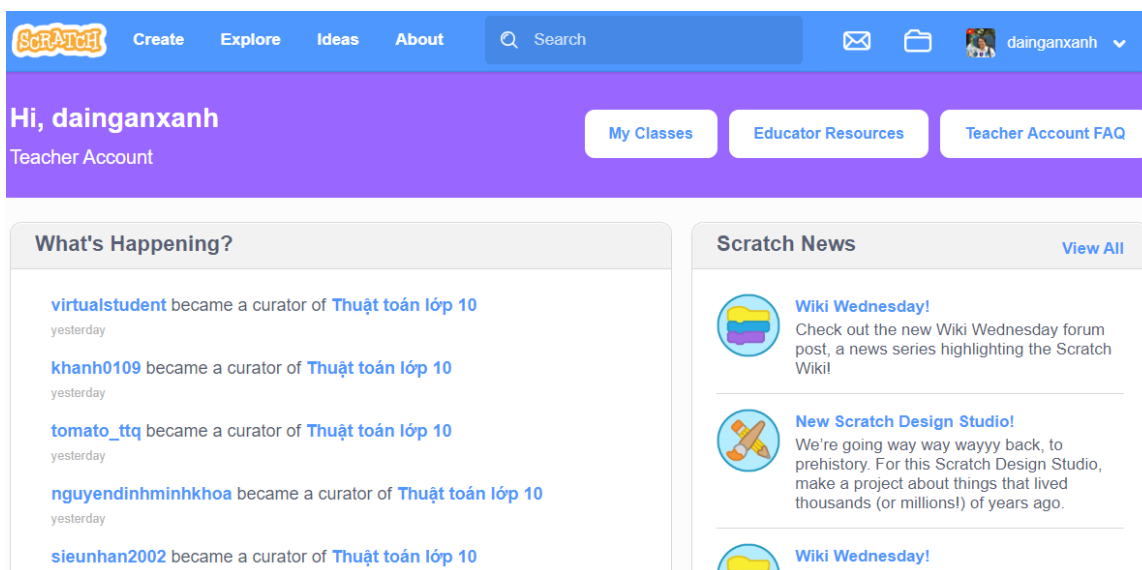 SCRATCH Create Explore Ideas About Search dainganxanh
Hi, dainganxanh
Teacher Account
My Classes Educator Resources Teacher Account FAQ
What's Happening?
virtualstudent became a curator of Thuật toán lớp 10
yesterday
khanh0109 became a curator of Thuật toán lớp 10
yesterday
tomato_ttq became a curator of Thuật toán lớp 10
yesterday
nguyendinhminhkhoa became a curator of Thuật toán lớp 10
yesterday
sieunhan2002 became a curator of Thuật toán lớp 10
Scratch News View All
Wiki Wednesday!
Check out the new Wiki Wednesday forum
post, a news series highlighting the Scratch
Wiki!
New Scratch Design Studio!
We're going way way wayyy back, to
prehistory. For this Scratch Design Studio,
make a project about things that lived
thousands (or millions!) of years ago.
Wiki Wednesday!